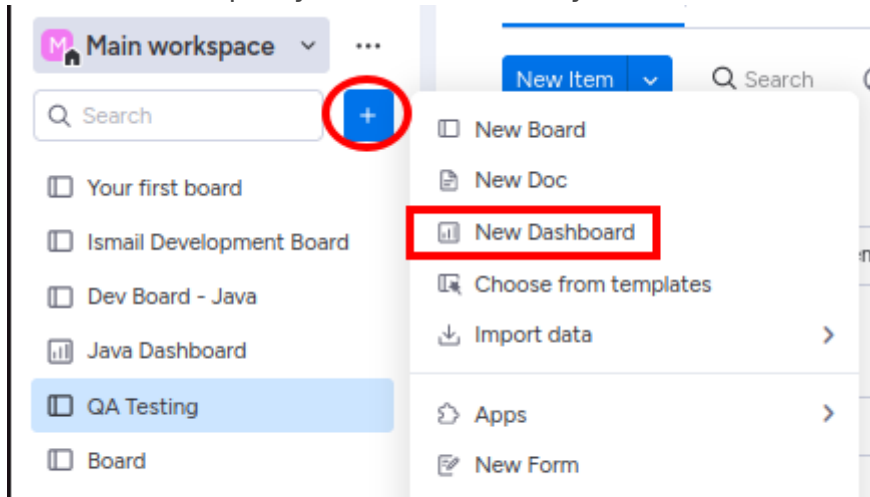 M Main workspace
Search
+
Your first board
Ismail Development Board
Dev Board - Java
Java Dashboard
QA Testing
Board
New Item
Search
New Board
New Doc
New Dashboard
Choose from templates
Import data
Apps
New Form